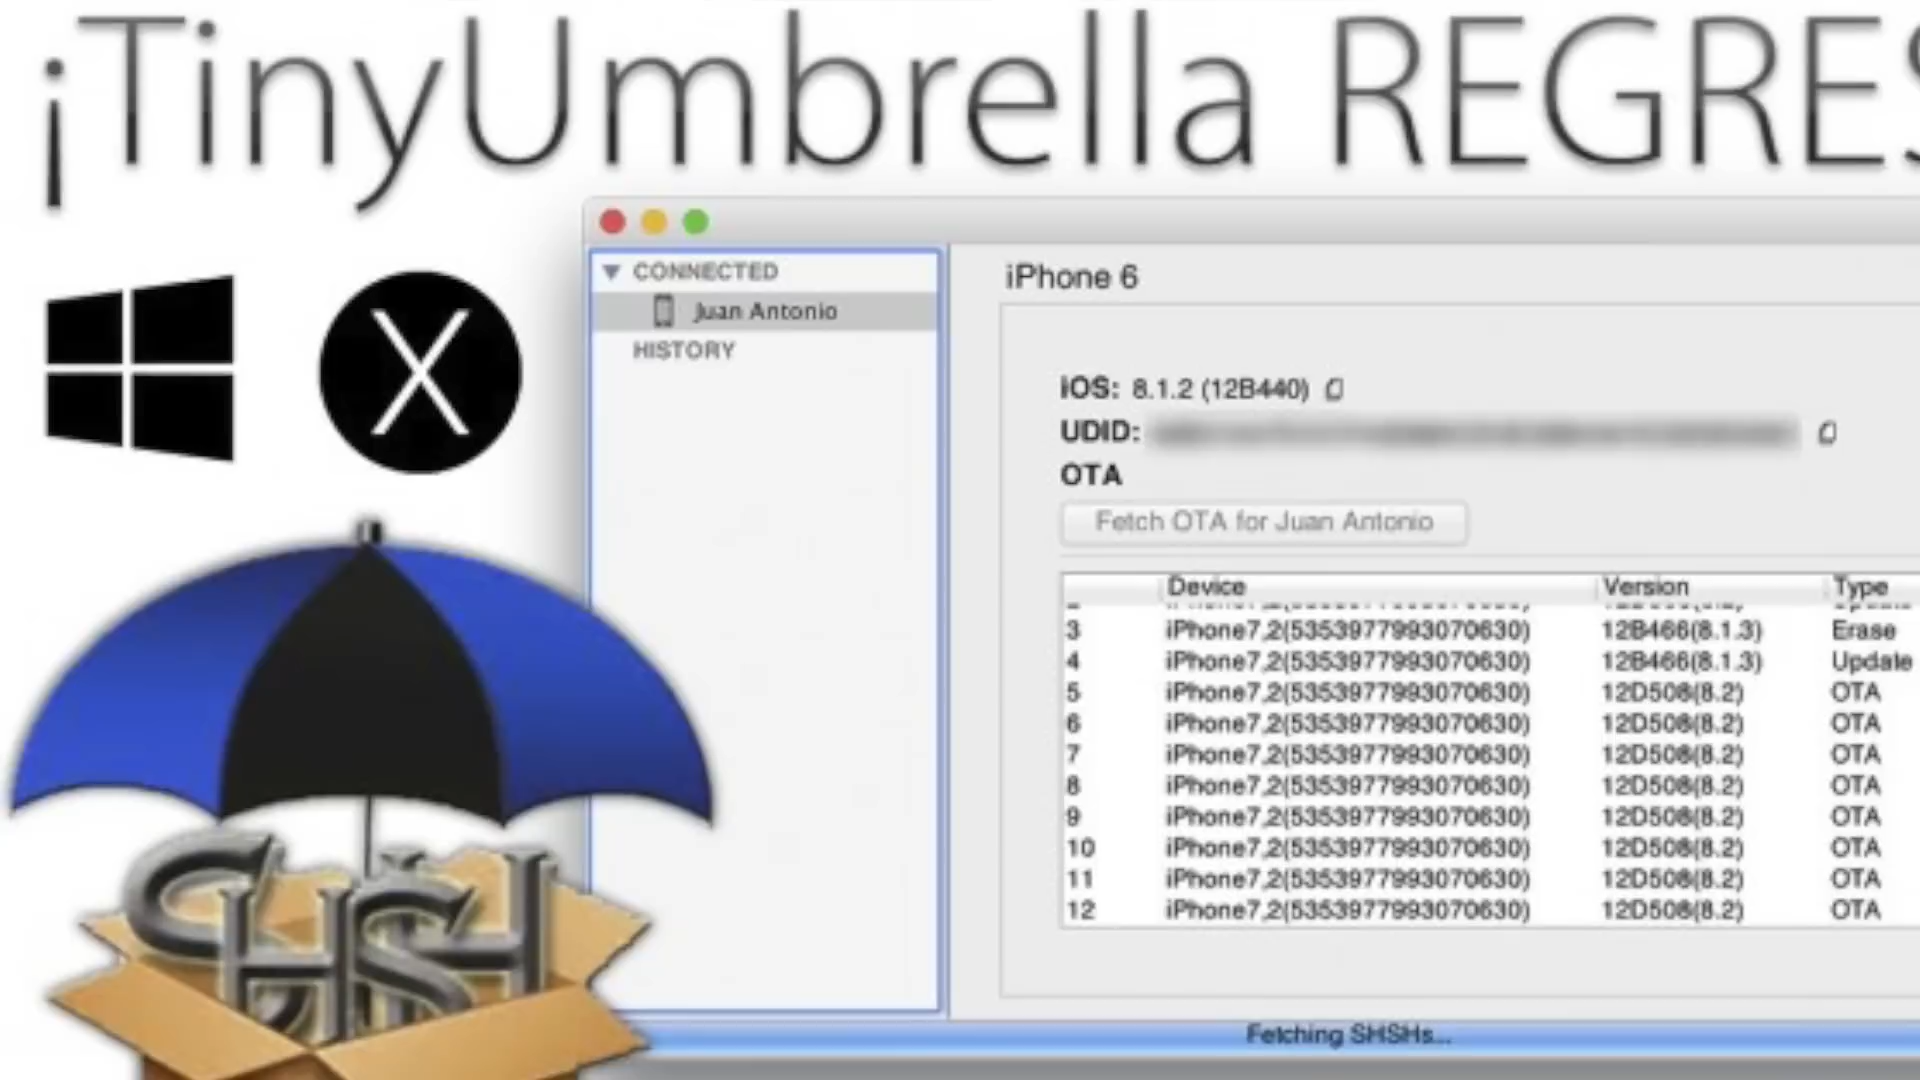 ¡TinyUmbrella REGRES
X
CONNECTED
Juan Antonio
HISTORY
iPhone 6
iOS: 8.1.2 (12B440)
UDID:
OTA
Fetch OTA for Juan Antonio
Device Version Type
3 iPhone7,2(5353977993070630) 12B466(8.1.3) Erase
4 iPhone7,2(5353977993070630) 12B466(8.1.3) Update
5 iPhone7,2(5353977993070630) 12D508(8.2) OTA
6 iPhone7,2(5353977993070630) 12D508(8.2) OTA
7 iPhone7,2(5353977993070630) 12D508(8.2) OTA
8 iPhone7,2(5353977993070630) 12D508(8.2) OTA
9 iPhone7,2(5353977993070630) 12D508(8.2) OTA
10 iPhone7,2(5353977993070630) 12D508(8.2) OTA
11 iPhone7,2(5353977993070630) 12D508(8.2) OTA
12 iPhone7,2(5353977993070630) 12D508(8.2) OTA
SHSH
Fetching SHSHs...